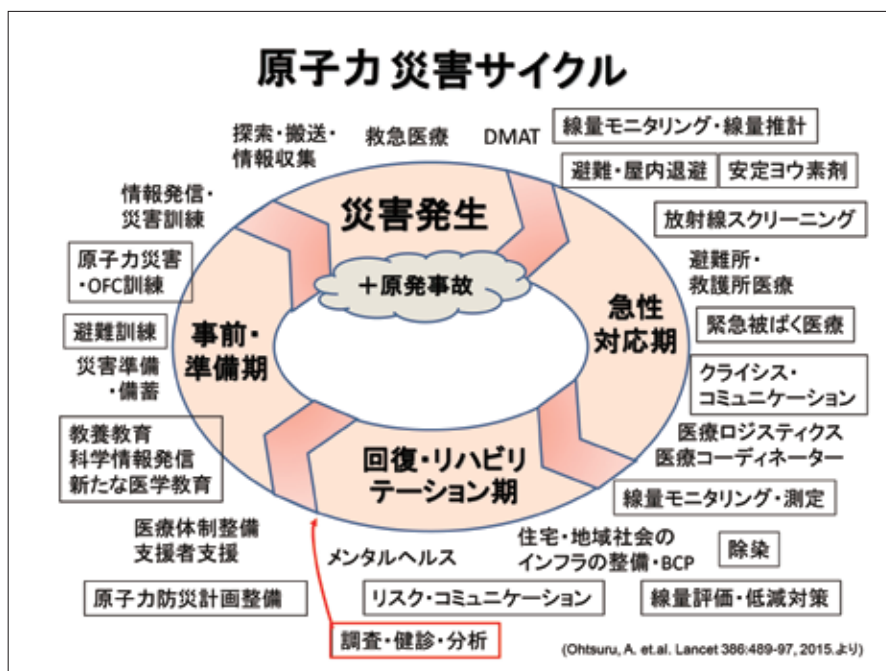 原子力災害サイクル
探索・搬送・
情報収集
救急医療
DMAT
線量モニタリング・線量推計
避難・屋内退避
安定ヨウ素剤
放射線スクリーニング
避難所・
救護所医療
緊急被ばく医療
クライシス・
コミュニケーション
医療ロジスティクス
医療コーディネーター
線量モニタリング・測定
情報発信・
災害訓練
原子力災害
・OFC訓練
避難訓練
災害準備
・備蓄
教養教育
科学情報発信
新たな医学教育
医療体制整備
支援者支援
原子力防災計画整備
災害発生
+原発事故
急性
対応期
事前・
準備期
回復・リハビリ
テーション期
メンタルヘルス
住宅・地域社会の
インフラの整備・BCP
除染
リスク・コミュニケーション
線量評価・低減対策
調査・健診・分析
(Ohtsuru, A. et.al. Lancet 386:489-97, 2015.より)